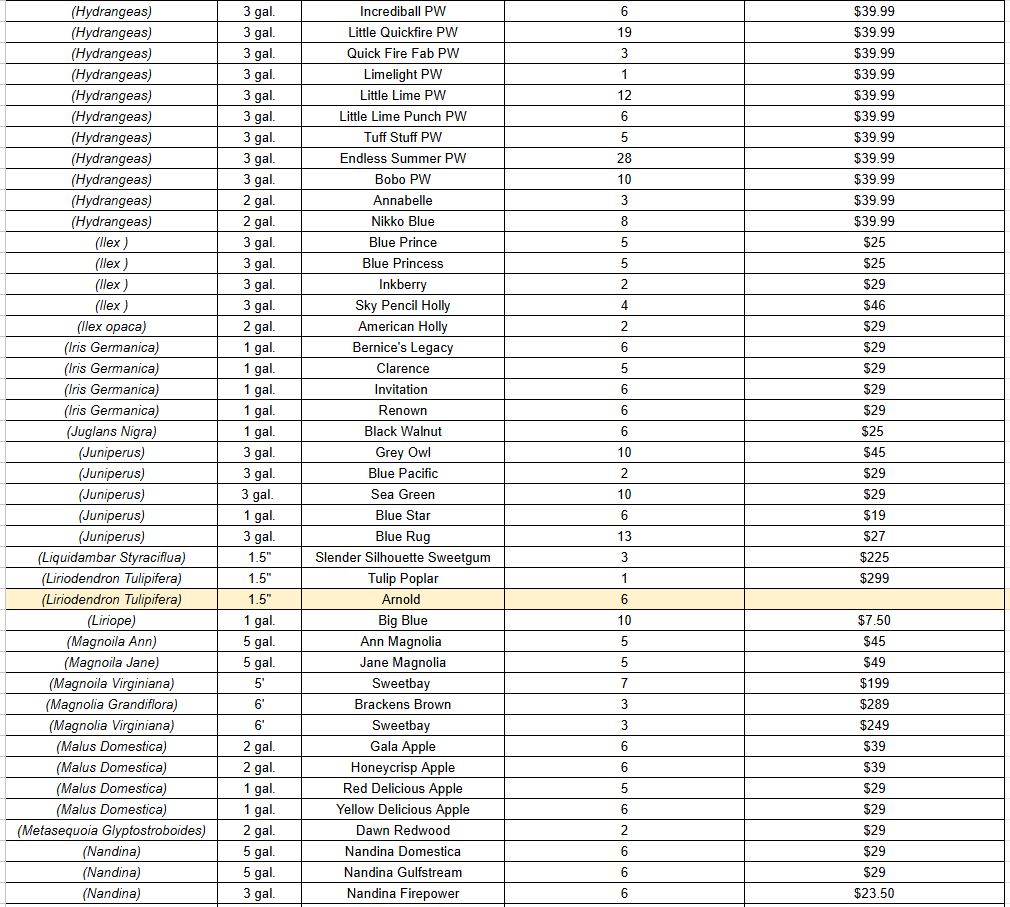 (Hydrangeas) 3 gal. Incrediball PW 6 $39.99
(Hydrangeas) 3 gal. Little Quickfire PW 19 $39.99
(Hydrangeas) 3 gal. Quick Fire Fab PW 3 $39.99
(Hydrangeas) 3 gal. Limelight PW 1 $39.99
(Hydrangeas) 3 gal. Little Lime PW 12 $39.99
(Hydrangeas) 3 gal. Little Lime Punch PW 6 $39.99
(Hydrangeas) 3 gal. Tuff Stuff PW 5 $39.99
(Hydrangeas) 3 gal. Endless Summer PW 28 $39.99
(Hydrangeas) 3 gal. Bobo PW 10 $39.99
(Hydrangeas) 2 gal. Annabelle 3 $39.99
(Hydrangeas) 2 gal. Nikko Blue 8 $39.99
(Ilex ) 3 gal. Blue Prince 5 $25
(Ilex ) 3 gal. Blue Princess 5 $25
(Ilex ) 3 gal. Inkberry 2 $29
(Ilex ) 3 gal. Sky Pencil Holly 4 $46
(Ilex opaca) 2 gal. American Holly 2 $29
(Iris Germanica) 1 gal. Bernice's Legacy 6 $29
(Iris Germanica) 1 gal. Clarence 5 $29
(Iris Germanica) 1 gal. Invitation 6 $29
(Iris Germanica) 1 gal. Renown 6 $29
(Juglans Nigra) 1 gal. Black Walnut 6 $25
(Juniperus) 3 gal. Grey Owl 10 $45
(Juniperus) 3 gal. Blue Pacific 2 $29
(Juniperus) 3 gal. Sea Green 10 $29
(Juniperus) 1 gal. Blue Star 6 $19
(Juniperus) 3 gal. Blue Rug 13 $27
(Liquidambar Styraciflua) 1.5" Slender Silhouette Sweetgum 3 $225
(Liriodendron Tulipifera) 1.5" Tulip Poplar 1 $299
(Liriodendron Tulipifera) 1.5" Arnold 6
(Liriope) 1 gal. Big Blue 10 $7.50
(Magnoila Ann) 5 gal. Ann Magnolia 5 $45
(Magnoila Jane) 5 gal. Jane Magnolia 5 $49
(Magnoila Virginiana) 5' Sweetbay 7 $199
(Magnolia Grandiflora) 6' Brackens Brown 3 $289
(Magnolia Virginiana) 6' Sweetbay 3 $249
(Malus Domestica) 2 gal. Gala Apple 6 $39
(Malus Domestica) 2 gal. Honeycrisp Apple 6 $39
(Malus Domestica) 1 gal. Red Delicious Apple 5 $29
(Malus Domestica) 1 gal. Yellow Delicious Apple 6 $29
(Metasequoia Glyptostroboides) 2 gal. Dawn Redwood 2 $29
(Nandina) 5 gal. Nandina Domestica 6 $29
(Nandina) 5 gal. Nandina Gulfstream 6 $29
(Nandina) 3 gal. Nandina Firepower 6 $23.50